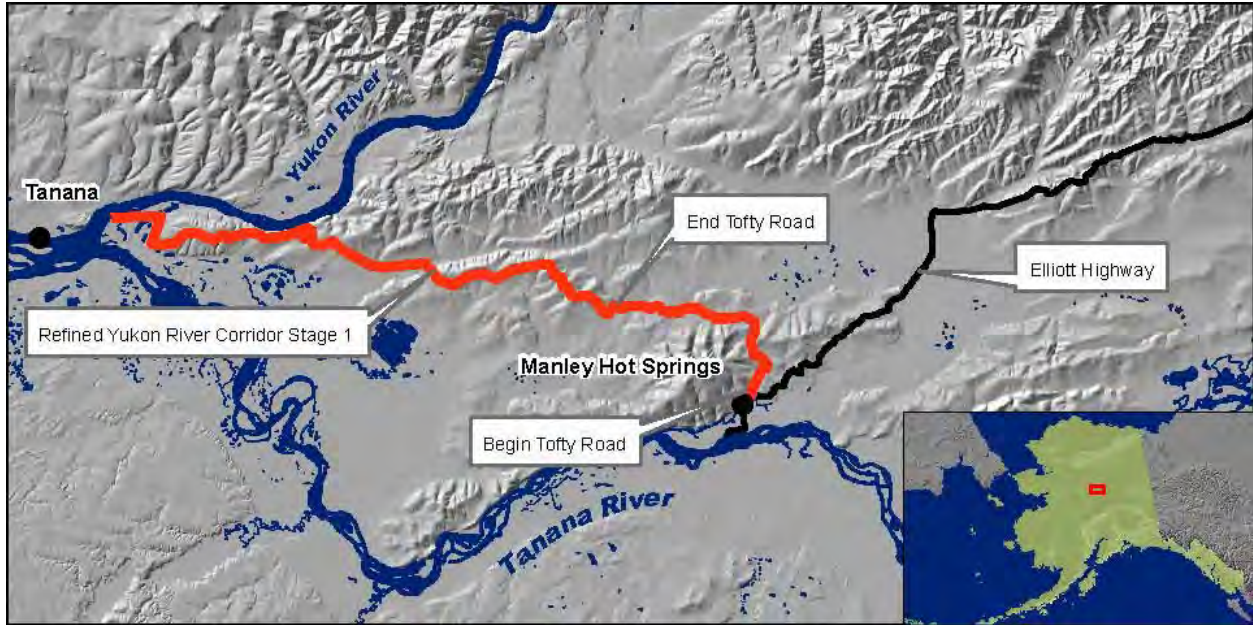 Yukon River
Tanana
End Tofty Road
Elliott Highway
Refined Yukon River Corridor Stage 1
Manley Hot Springs
Begin Tofty Road
Tanana River